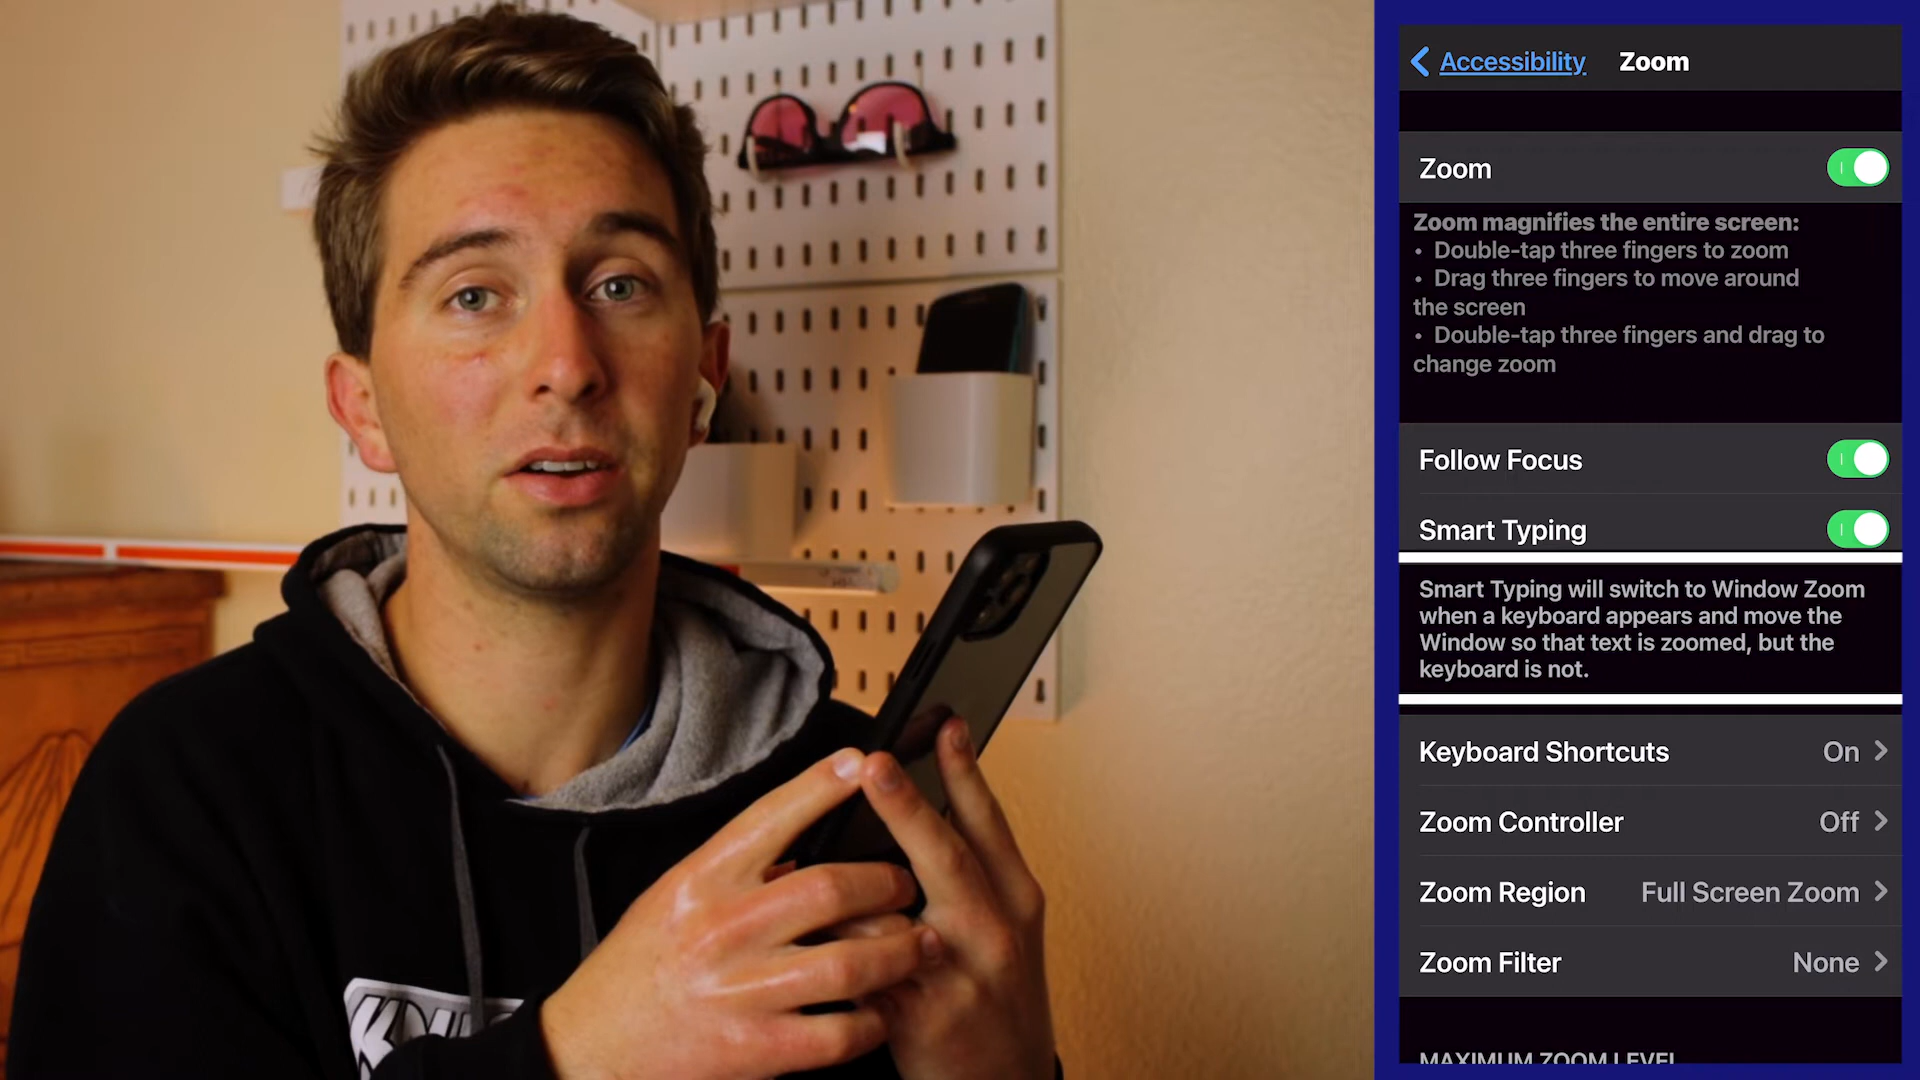 Accessibility Zoom
Zoom
Zoom magnifies the entire screen:
• Double-tap three fingers to zoom
• Drag three fingers to move around
the screen
• Double-tap three fingers and drag to
change zoom
Follow Focus
Smart Typing
Smart Typing will switch to Window Zoom
when a keyboard appears and move the
Window so that text is zoomed, but the
keyboard is not.
Keyboard Shortcuts On
Zoom Controller Off
Zoom Region Full Screen Zoom
Zoom Filter None
MAXIMUM ZOOM LEVEL